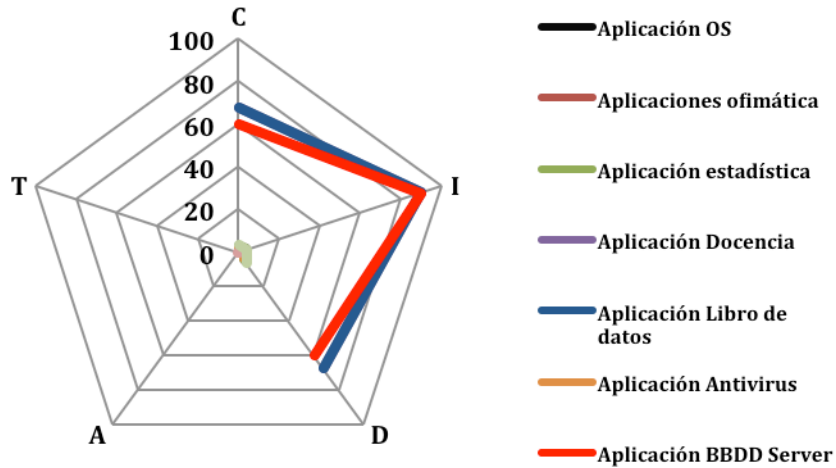 C
100
80
60
40
20
0
T
I
A
D
Aplicación OS
Aplicaciones ofimática
Aplicación estadística
Aplicación Docencia
Aplicación Libro de
datos
Aplicación Antivirus
Aplicación BBDD Server